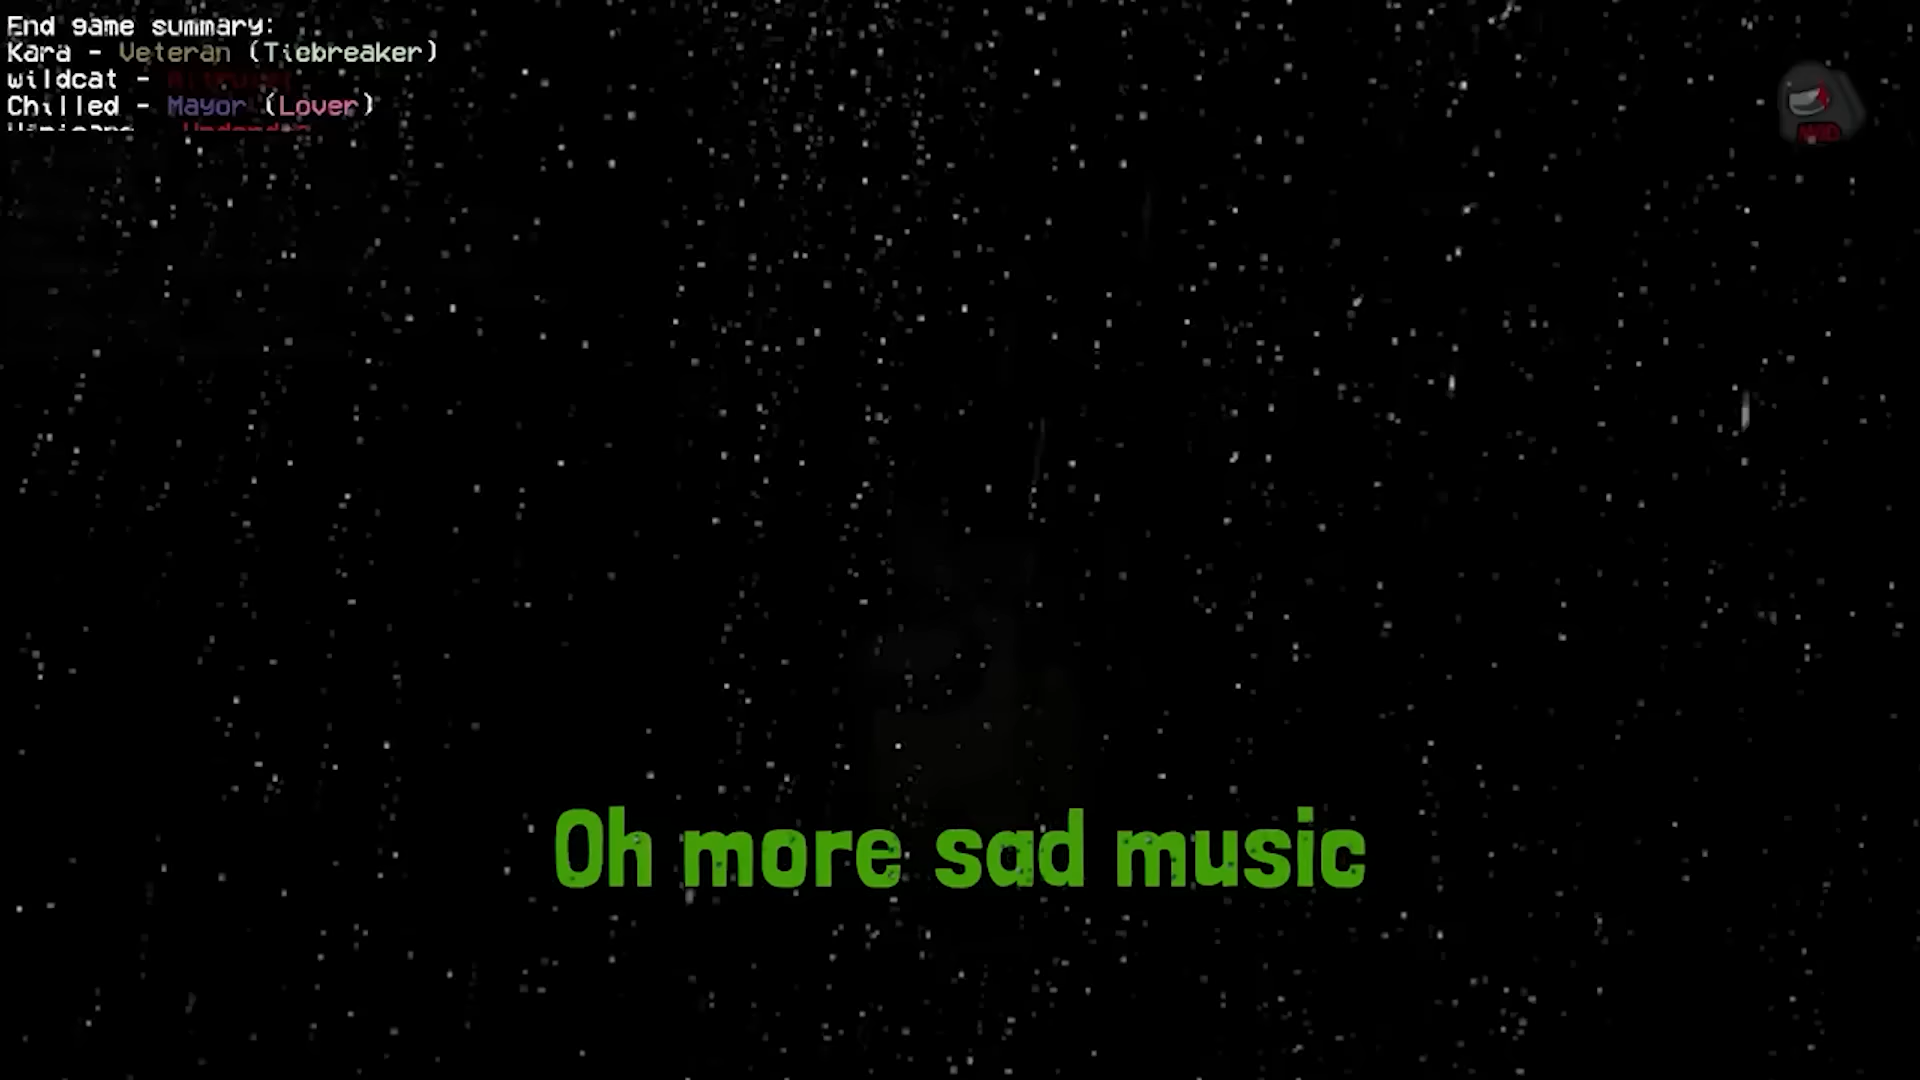 End game summary:
Kara - Veteran (Tiebreaker)
wildcat -
Chilled - Mayor (Lover)
Oh more sad music